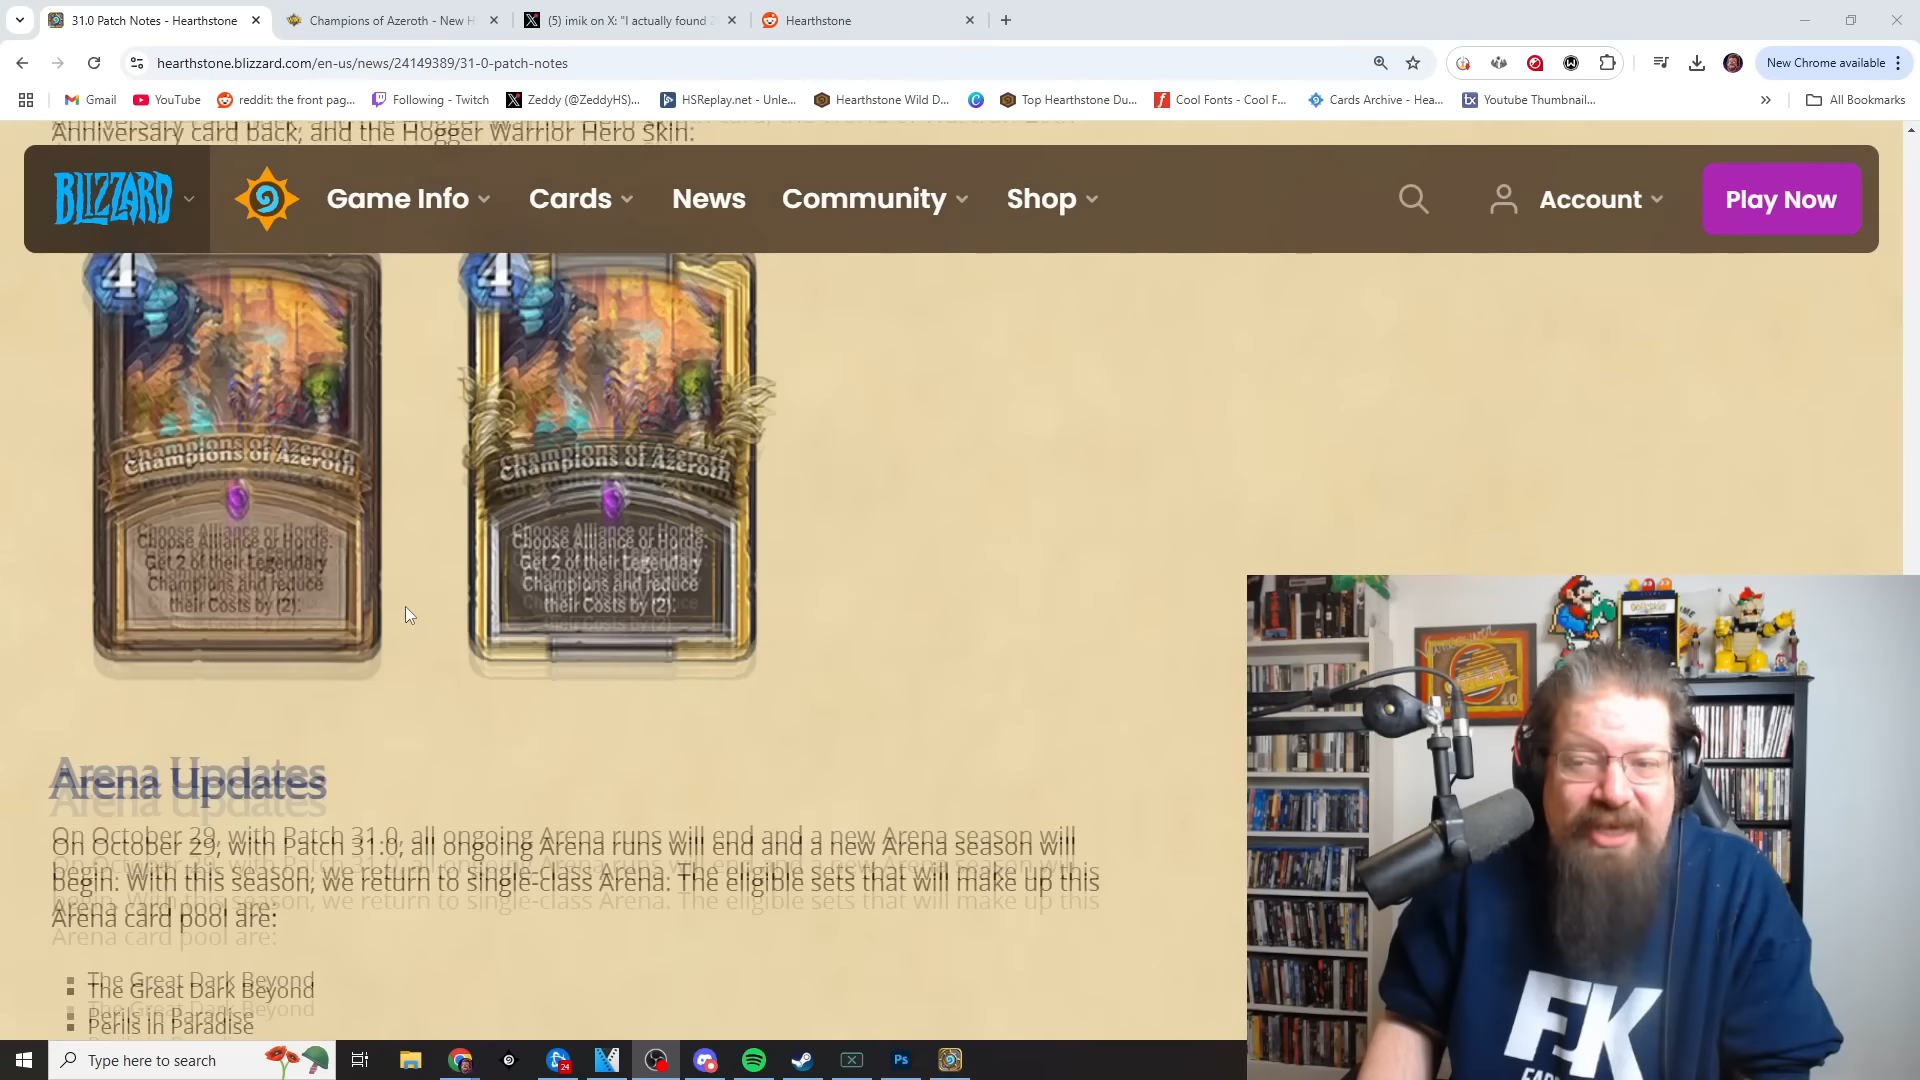 31.0 Patch Notes - Hearthstone
Champions of Azeroth - New H
(5) imik on X: "I actually found
Hearthstone
hearthstone.blizzard.com/en-us/news/24149389/31-0-patch-notes
New Chrome available
Gmail
YouTube
reddit: the front pag...
Following - Twitch
Zeddy (@ZeddyHS)...
HSReplay.net - Unle...
Hearthstone Wild D...
Top Hearthstone Du...
Cool Fonts - Cool F...
Cards Archive - Hea...
Youtube Thumbnail...
All Bookmarks
Anniversary card back, and the Hogger Warrior Hero Skin:
BLIZZARD
Game Info
Cards
News
Community
Shop
Account
Play Now
4
Champions of Azeroth
Choose Alliance or Horde.
Get 2 of their Legendary
Champions and reduce
their Costs by (2).
4
Champions of Azeroth
Choose Alliance or Horde.
Get 2 of their Legendary
Champions and reduce
their Costs by (2).
Arena Updates
On October 29, with Patch 31.0, all ongoing Arena runs will end and a new Arena season will
begin. With this season, we return to single-class Arena. The eligible sets that will make up this
Arena card pool are:
The Great Dark Beyond
Perils in Paradise
FJK
Type here to search
24
Ps